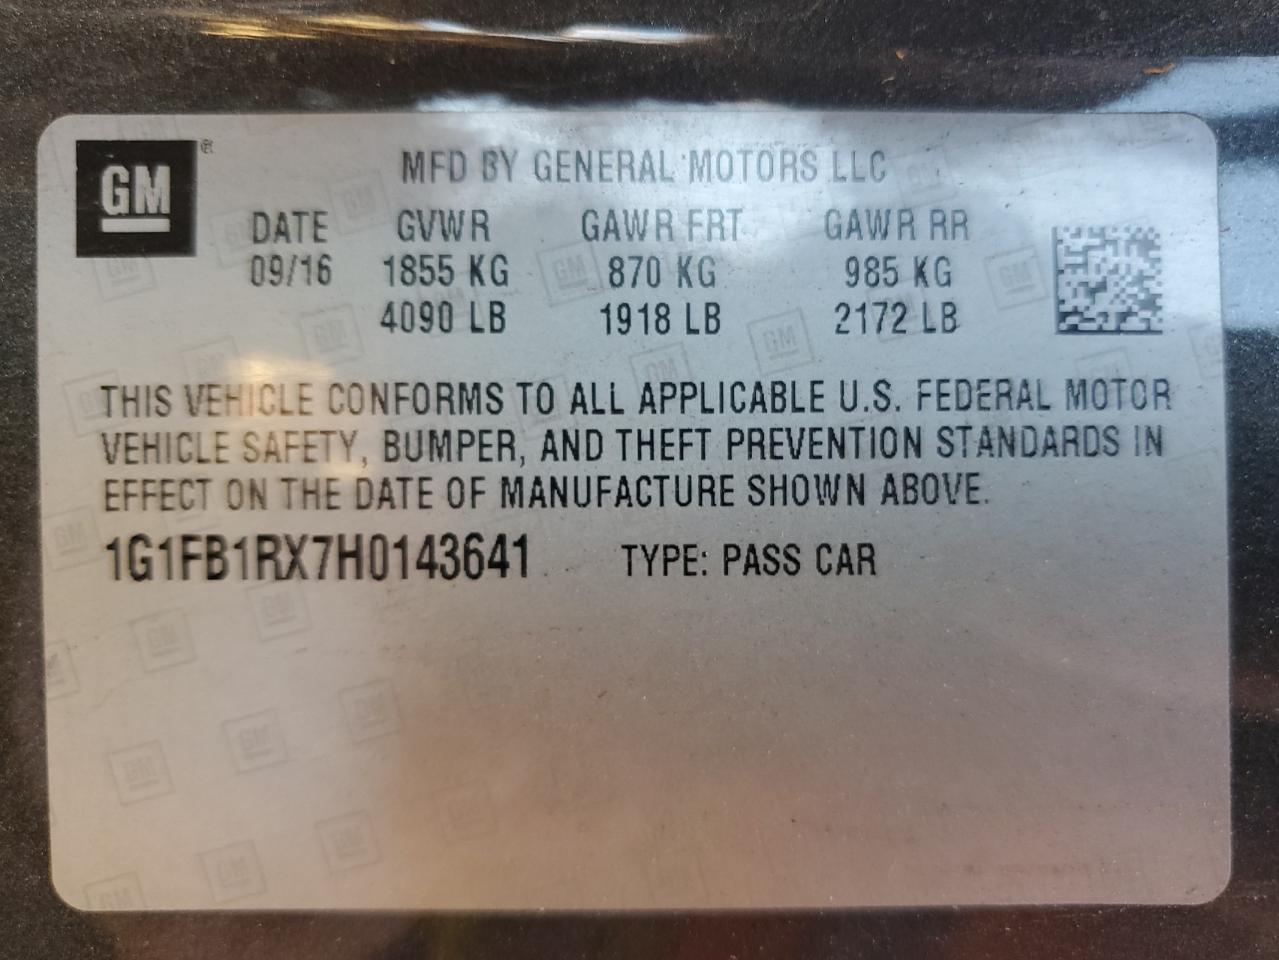 GM
MFD BY GENERAL MOTORS LLC
DATE GVWR GAWR FRT GAWR RR
09/16 1855 KG 870 KG 985 KG
4090 LB 1918 LB 2172 LB
THIS VEHICLE CONFORMS TO ALL APPLICABLE U.S. FEDERAL MOTOR
VEHICLE SAFETY, BUMPER, AND THEFT PREVENTION STANDARDS IN
EFFECT ON THE DATE OF MANUFACTURE SHOWN ABOVE.
1G1FB1RX7H0143641 TYPE: PASS CAR